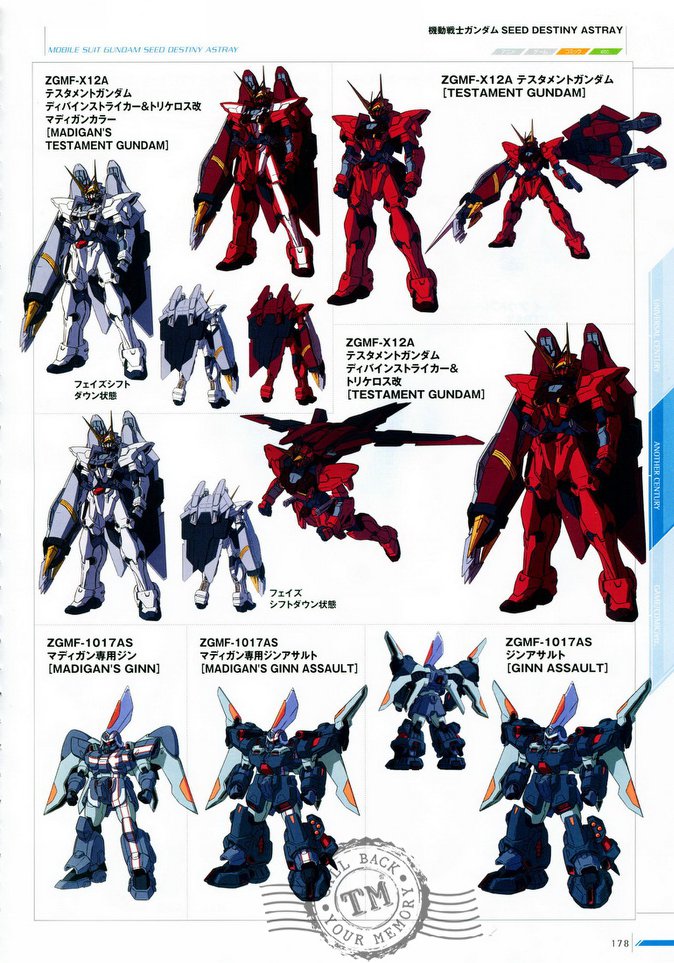 機動戦士ガンダム SEED DESTINY ASTRAY
MOBILE SUIT GUNDAM SEED DESTINY ASTRAY
コミック
etc.
ZGMF-X12A
テスタメントガンダム
ディバインストライカー&トリケロス改
マディガンカラー
[MADIGAN'S
TESTAMENT GUNDAM]
ZGMF-X12A テスタメントガンダム
[TESTAMENT GUNDAM]
フェイズシフト
ダウン状態
ZGMF-X12A
テスタメントガンダム
ディバインストライカー&
トリケロス改
[TESTAMENT GUNDAM]
フェイズ
シフトダウン状態
UNIVERSAL CENTURY
ANOTHER CENTURY
ZGMF-1017AS
マディガン専用ジン
[MADIGAN'S GINN]
ZGMF-1017AS
マディガン専用ジンアサルト
[MADIGAN'S GINN ASSAULT]
ZGMF-1017AS
ジンアサルト
[GINN ASSAULT]
BACK
TM
YOUR MEMORY
178